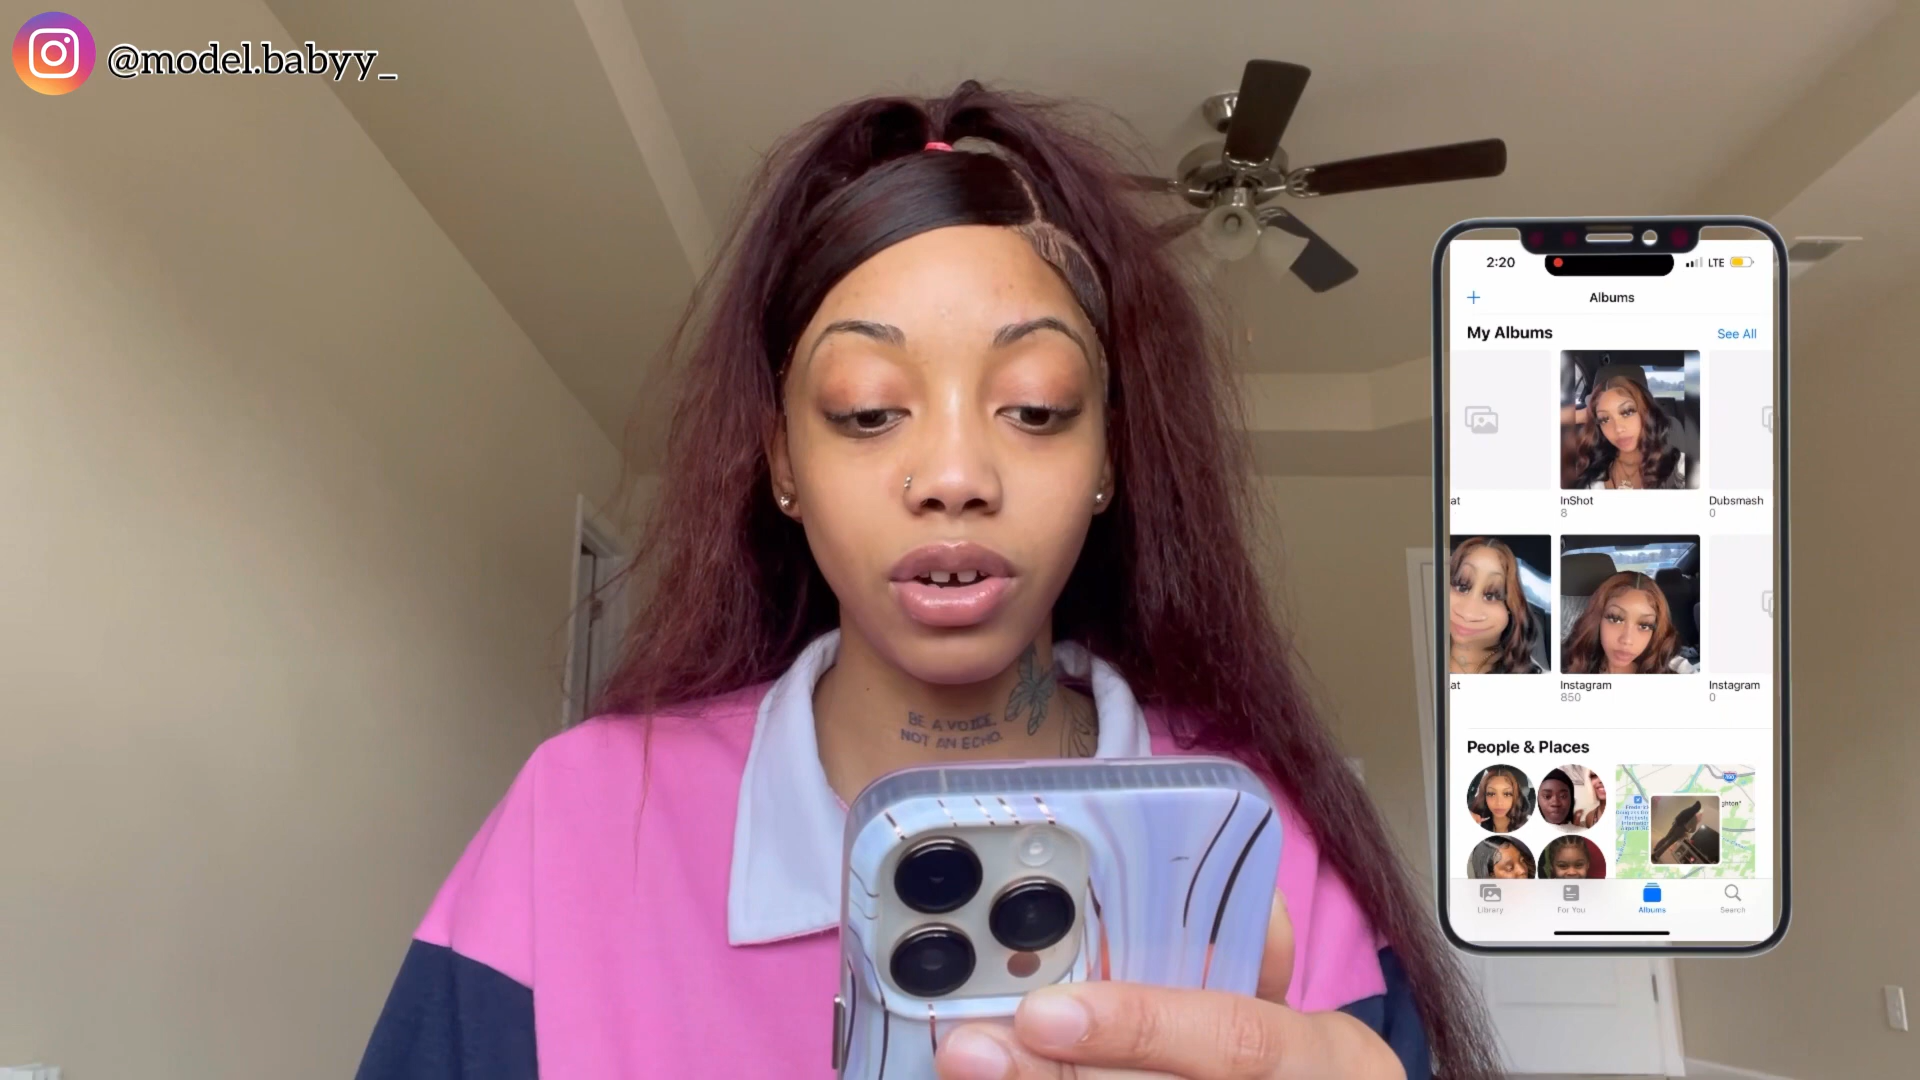 @model.babyy_
BE A VOICE.
NOT AN ECHO.
2:20
LTE
+
Albums
My Albums
See All
at
InShot
8
Dubsmash
0
at
Instagram
850
Instagram
0
People & Places
Library
For You
Albums
Search